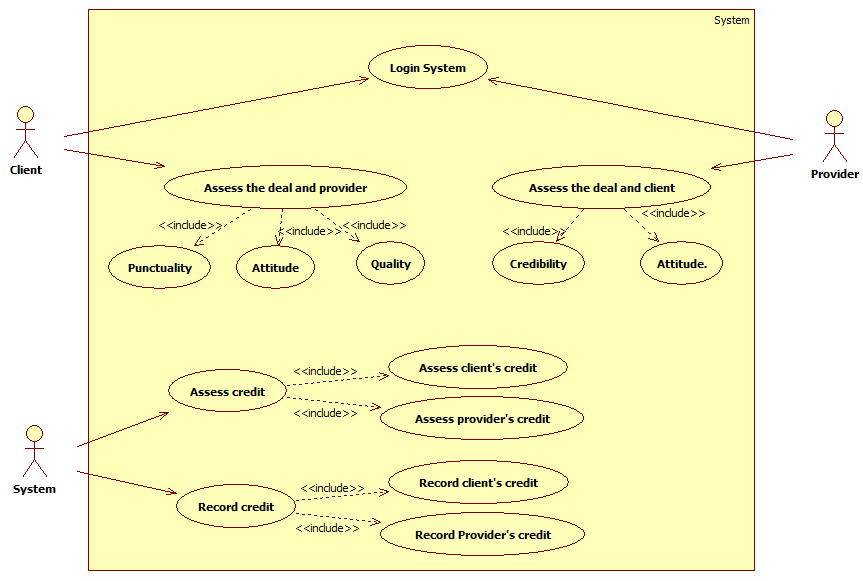 System
Login System
Client
Provider
Assess the deal and provider
Assess the deal and client
<<include>>
<<include>>
<<include>>
<<include>>
<<include>>
Punctuality
Attitude
Quality
Credibility
Attitude.
<<include>>
Assess client's credit
Assess credit
<<include>>
Assess provider's credit
System
<<include>>
Record client's credit
Record credit
<<include>>
Record Provider's credit